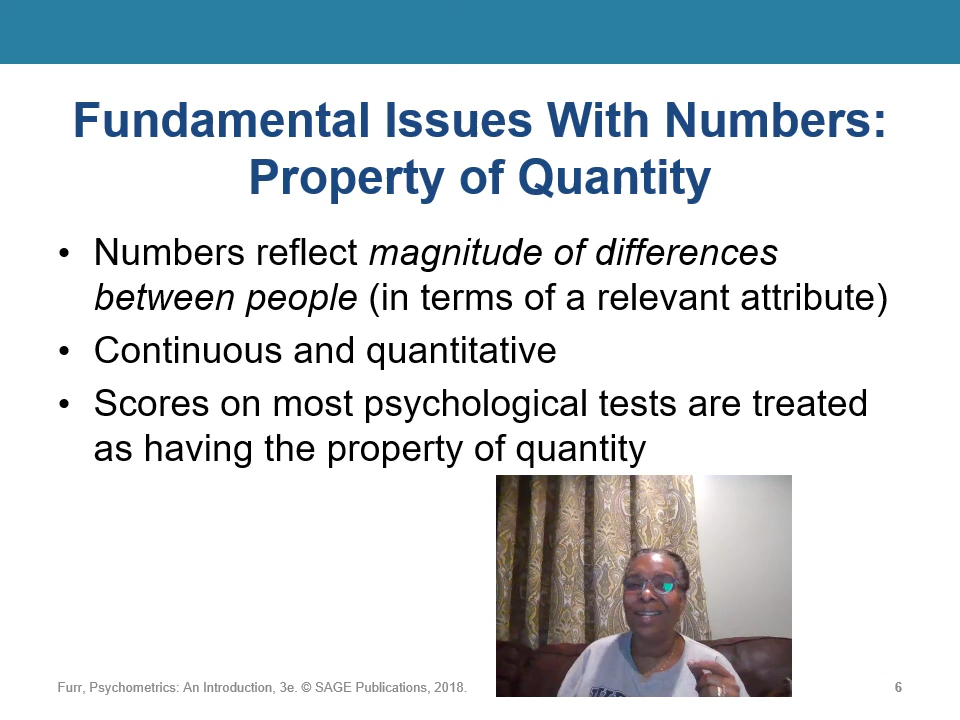 Fundamental Issues With Numbers:
Property of Quantity
• Numbers reflect magnitude of differences
between people (in terms of a relevant attribute)
• Continuous and quantitative
• Scores on most psychological tests are treated
as having the property of quantity
Furr, Psychometrics: An Introduction, 3e. © SAGE Publications, 2018.
6